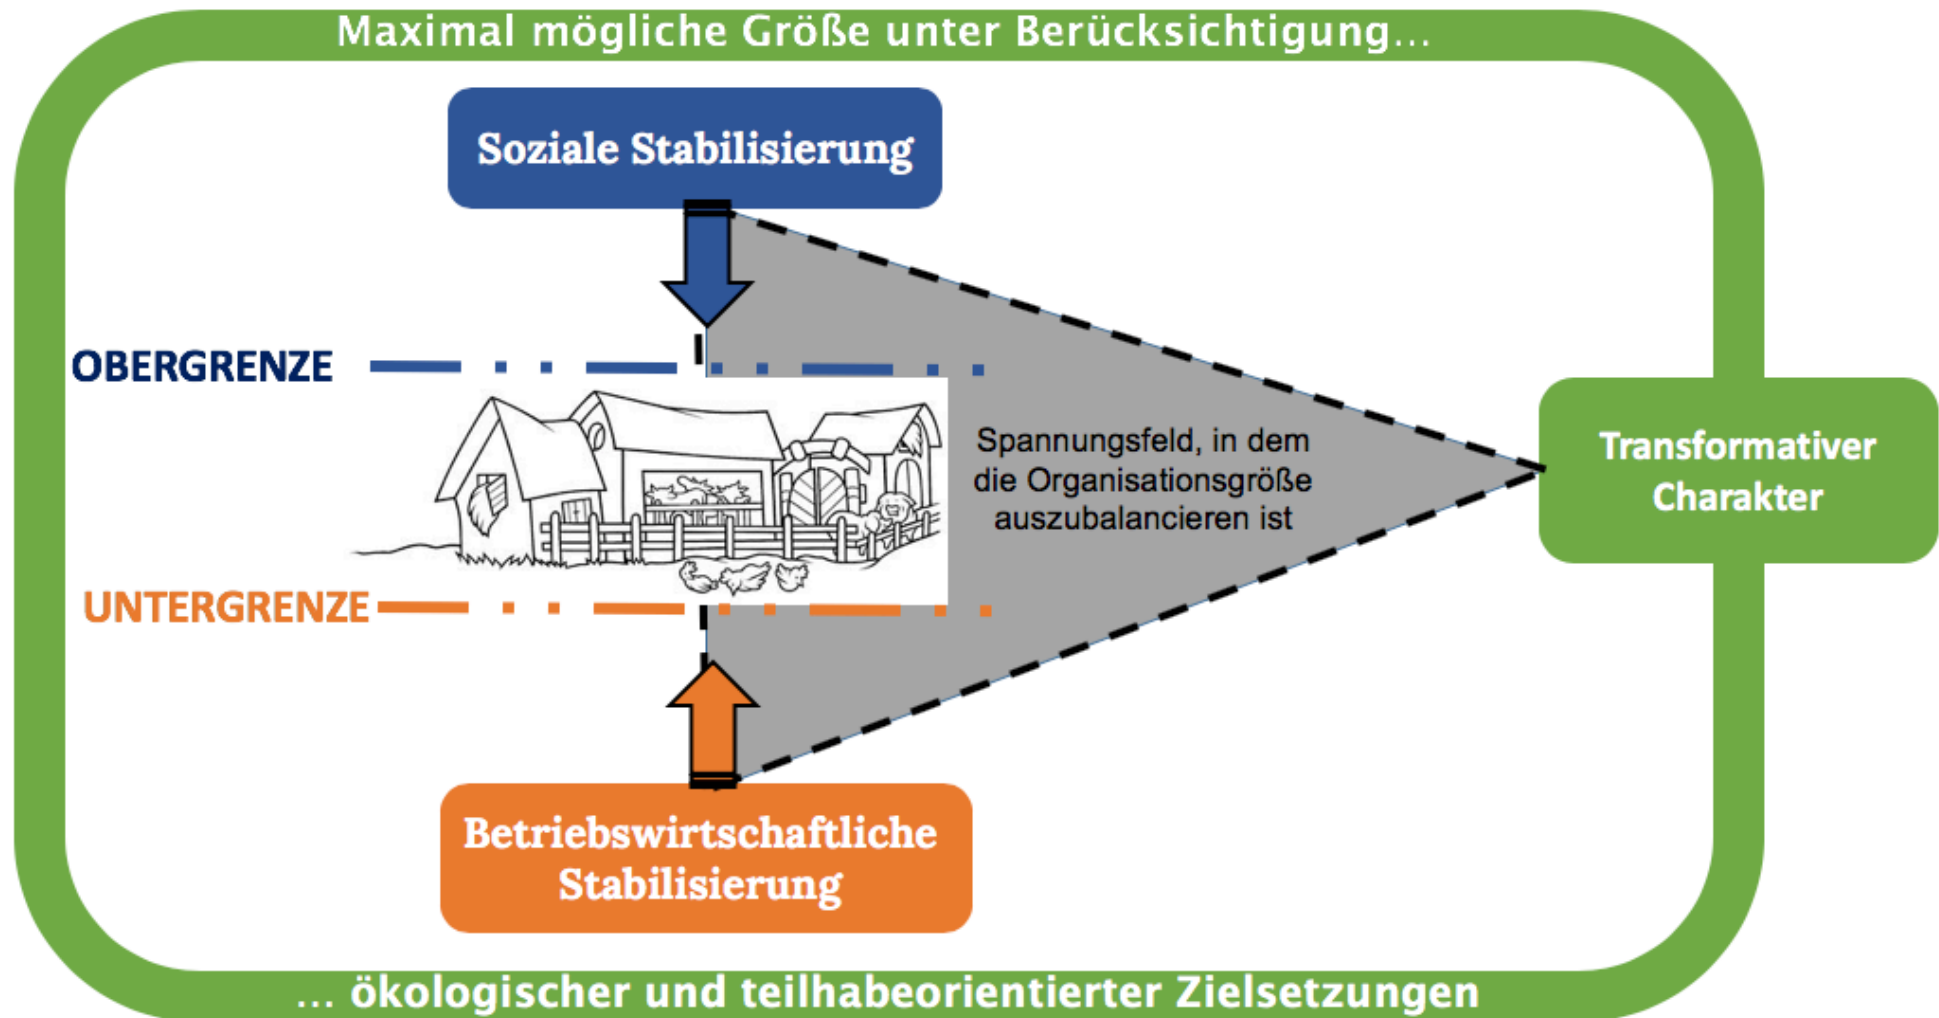 Maximal mögliche Größe unter Berücksichtigung...
Soziale Stabilisierung
OBERGRENZE
Spannungsfeld, in dem
die Organisationsgröße
auszubalancieren ist
Transformativer
Charakter
UNTERGRENZE
Betriebswirtschaftliche
Stabilisierung
... ökologischer und teilhabeorientierter Zielsetzungen